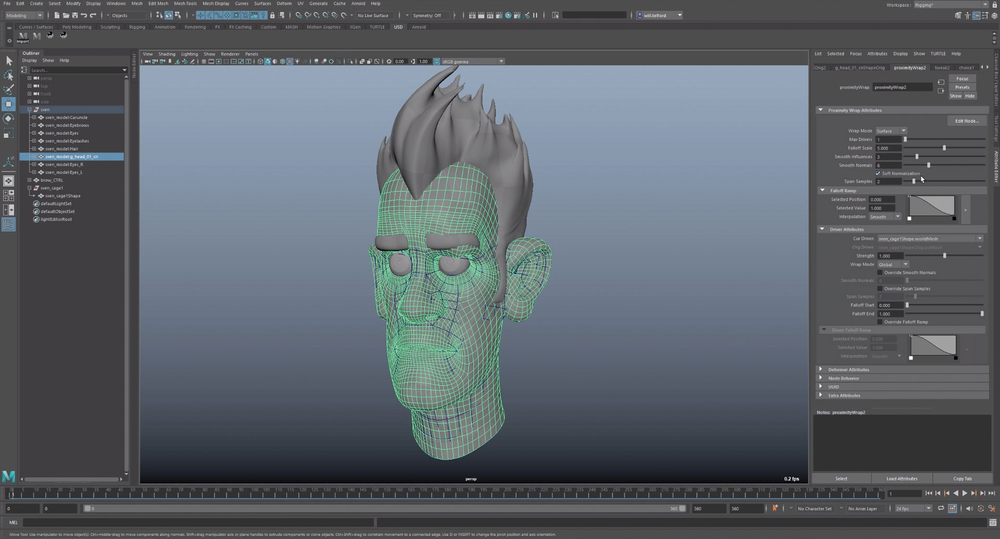 File Edit Create Select Modify Display Windows Mesh Edit Mesh Mesh Tools Mesh Display Curves Surfaces Deform UV Generate Cache Arnold Help
Workspace : Rigging*
Modeling Objects No Live Surface Symmetry: Off will.telford
Curves / Surfaces Poly Modeling Sculpting Rigging Animation Rendering FX FX Caching Custom MASH Motion Graphics XGen TURTLE USD Arnold
Import
Outliner
Display Show Help
Search...
persp
top
front
side
sven
sven_model:Caruncle
sven_model:Eyebrows
sven_model:Eyes
sven_model:Eyelashes
sven_model:Hair
sven_model:g_head_01_cn
sven_model:Eyes_R
sven_model:Eyes_L
brow_CTRL
sven_cage1
sven_cage1Shape
defaultLightSet
defaultObjectSet
lightEditorRoot
Node Editor
View Shading Lighting Show Renderer Panels
0.00 1.00 sRGB gamma
persp
0.2 fps
List Selected Focus Attributes Display Show TURTLE Help
Orig2 g_head_01_cnShapeOrig proximityWrap2 tweak2 choice1
Focus
proximityWrap: proximityWrap2 Presets
Show Hide
Proximity Wrap Attributes
Edit Node...
Wrap Mode Surface
Max Drivers 1
Falloff Scale 5.000
Smooth Influences 3
Smooth Normals 6
Soft Normalization
Span Samples 2
Falloff Ramp
Selected Position 0.000
Selected Value 1.000
Interpolation Smooth
>
Driver Attributes
Cur Driver: sven_cage1Shape.worldMesh
Org Driver: sven_cage1ShapeOrig.outMesh
Strength 1.000
Wrap Mode Global
Override Smooth Normals
Smooth Normals 0
Override Span Samples
Span Samples 2
Falloff Start 0.000
Falloff End 1.000
Override Falloff Ramp
Driver Falloff Ramp
Selected Position 0.000
Selected Value 1.000
Interpolation Smooth
>
Deformer Attributes
Node Behavior
UUID
Extra Attributes
Notes: proximityWrap2
Select Load Attributes Copy Tab
Channel Box / Layer Editor
Tool Settings
Attribute Editor
0 5 10 15 20 25 30 35 40 45 50 55 60 65 70 75 80 85 90 95 100 105 110 115 120 125 130 135 140 145 150 155 160 165 170 175 180 185 190 195 200 205 210 215 220 225 230 235 240 245 250 255 260 265 270 275 280 285 290 295 300 305 310 315 320 325 330 335 340 345 350 355 360
1
0 0 0 360 360 360 No Character Set No Anim Layer 24 fps
MEL
Move Tool: Use manipulator to move object(s). Ctrl+middle-drag to move components along normals. Shift+drag manipulator axis or plane handles to extrude components or clone objects. Ctrl+Shift+drag to constrain movement to a connected edge. Use D or INSERT to change the pivot position and axis orientation.